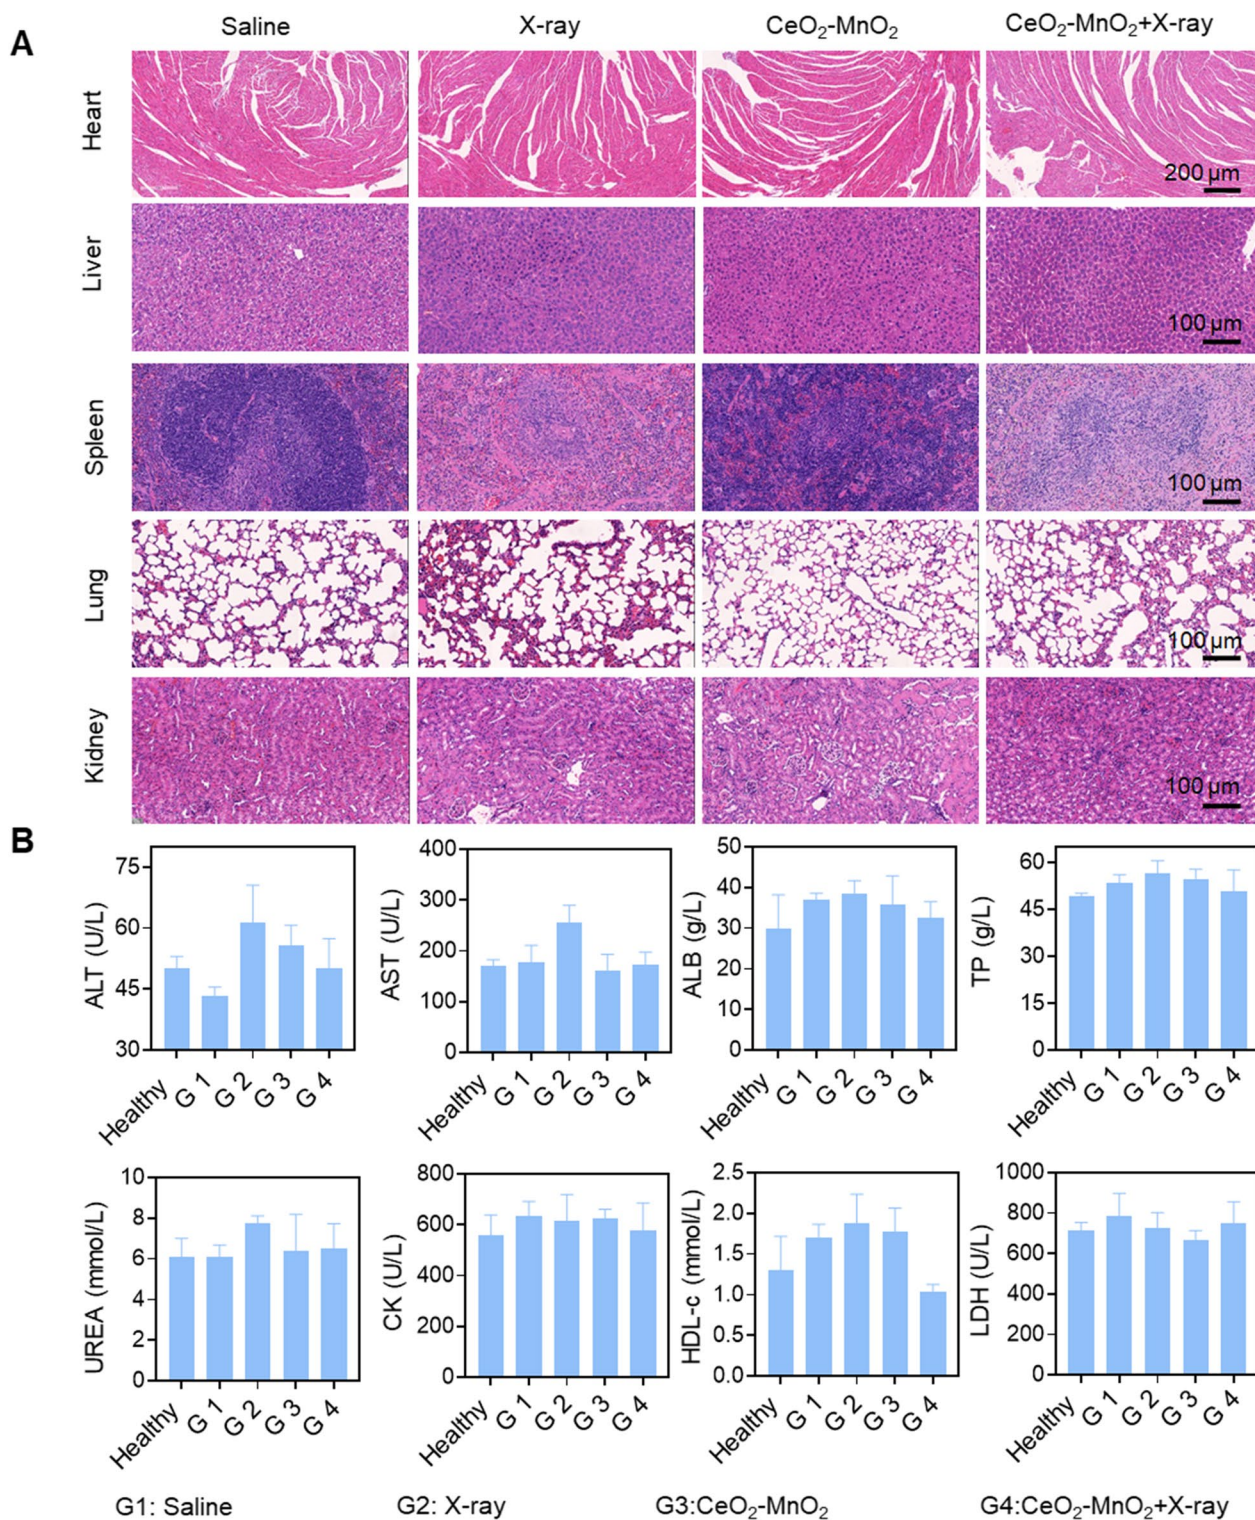 A
Saline X-ray CeO₂-MnO₂ CeO₂-MnO₂+X-ray
Heart
200 μm
Liver
100 μm
Spleen
100 μm
Lung
100 μm
Kidney
100 μm
B
ALT (U/L)
75
60
45
30
Healthy G 1 G 2 G 3 G 4
AST (U/L)
400
300
200
100
0
Healthy G 1 G 2 G 3 G 4
ALB (g/L)
50
40
30
20
10
0
Healthy G 1 G 2 G 3 G 4
TP (g/L)
60
45
30
15
0
Healthy G 1 G 2 G 3 G 4
UREA (mmol/L)
10
8
6
4
2
0
Healthy G 1 G 2 G 3 G 4
CK (U/L)
800
600
400
200
0
Healthy G 1 G 2 G 3 G 4
HDL-c (mmol/L)
2.5
2.0
1.5
1.0
0.5
0.0
Healthy G 1 G 2 G 3 G 4
LDH (U/L)
1000
800
600
400
200
0
Healthy G 1 G 2 G 3 G 4
G1: Saline G2: X-ray G3:CeO₂-MnO₂ G4:CeO₂-MnO₂+X-ray